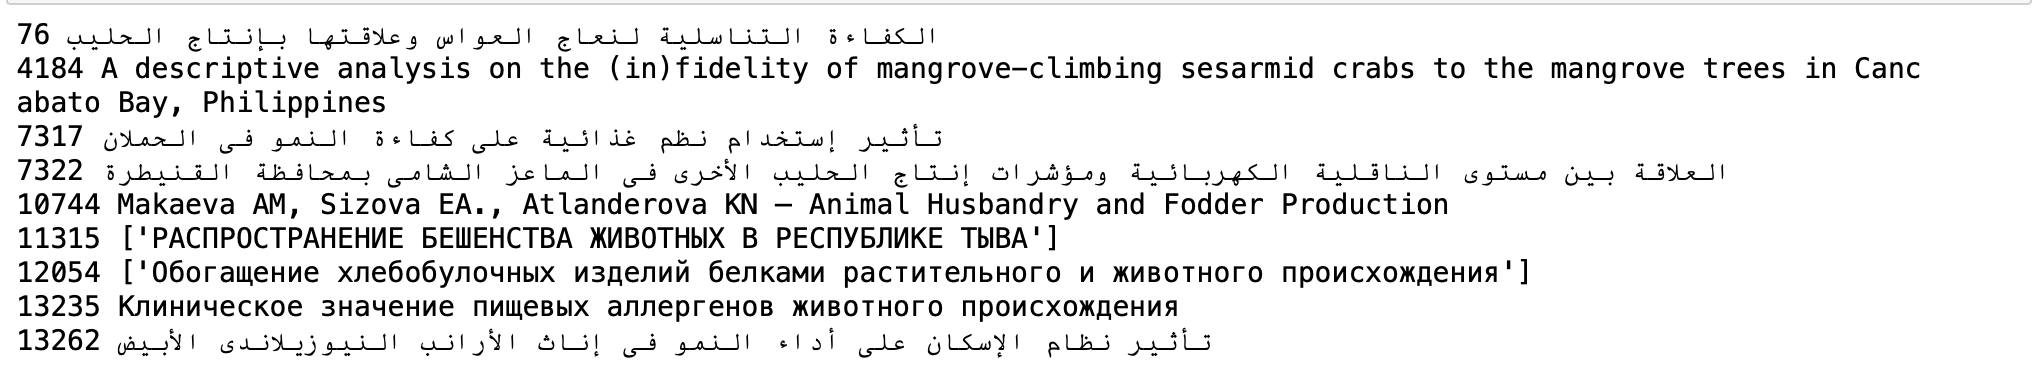 76 الكفاءة التناسلية لنعاج العواس وعلاقتها بإنتاج الحليب
4184 A descriptive analysis on the (in)fidelity of mangrove-climbing sesarmid crabs to the mangrove trees in Canc
abato Bay, Philippines
7317 تأثير إستخدام نظم غذائية على كفاءة النمو فى الحملان
7322 العلاقة بين مستوى الناقلية الكهربائية ومؤشرات إنتاج الحليب الأخرى فى الماعز الشامى بمحافظة القنيطرة
10744 Makaeva AM, Sizova EA., Atlanderova KN – Animal Husbandry and Fodder Production
11315 ['РАСПРОСТРАНЕНИЕ БЕШЕНСТВА ЖИВОТНЫХ В РЕСПУБЛИКЕ ТЫВА']
12054 ['Обогащение хлебобулочных изделий белками растительного и животного происхождения']
13235 Клиническое значение пищевых аллергенов животного происхождения
13262 تأثير نظام الإسكان على أداء النمو فى إناث الأرانب النيوزيلاندى الأبيض